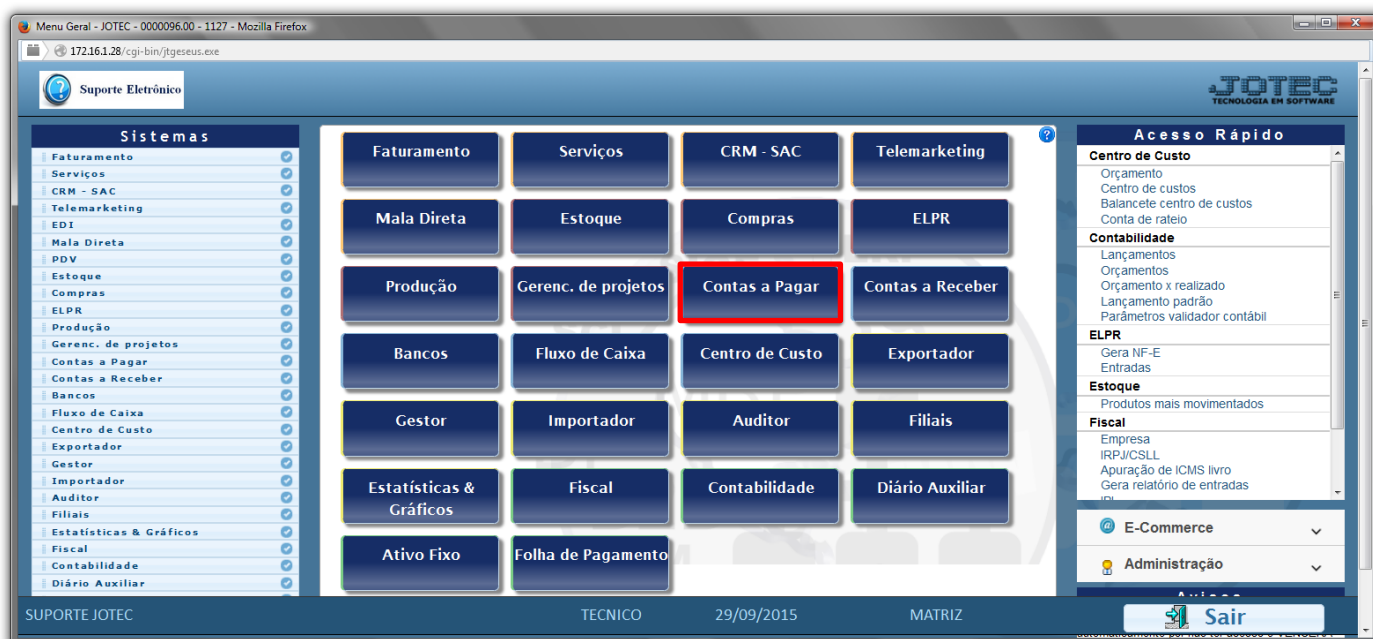 Menu Geral - JOTEC - 0000096.00 - 1127 - Mozilla Firefox
172.16.1.28/cgi-bin/jtgeseus.exe
Suporte Eletrônico
JOTEC
TECNOLOGIA EM SOFTWARE
Sistemas
Faturamento
Serviços
CRM - SAC
Telemarketing
EDI
Mala Direta
PDV
Estoque
Compras
ELPR
Produção
Gerenc. de projetos
Contas a Pagar
Contas a Receber
Bancos
Fluxo de Caixa
Centro de Custo
Exportador
Gestor
Importador
Auditor
Filiais
Estatísticas & Gráficos
Fiscal
Contabilidade
Diário Auxiliar
Faturamento
Serviços
CRM - SAC
Telemarketing
Mala Direta
Estoque
Compras
ELPR
Produção
Gerenc. de projetos
Contas a Pagar
Contas a Receber
Bancos
Fluxo de Caixa
Centro de Custo
Exportador
Gestor
Importador
Auditor
Filiais
Estatísticas &
Gráficos
Fiscal
Contabilidade
Diário Auxiliar
Ativo Fixo
Folha de Pagamento
Acesso Rápido
Centro de Custo
Orçamento
Centro de custos
Balancete centro de custos
Conta de rateio
Contabilidade
Lançamentos
Orçamentos
Orçamento x realizado
Lançamento padrão
Parâmetros validador contábil
ELPR
Gera NF-E
Entradas
Estoque
Produtos mais movimentados
Fiscal
Empresa
IRPJ/CSLL
Apuração de ICMS livro
Gera relatório de entradas
IPI
E-Commerce
Administração
Avisos
SUPORTE JOTEC
TECNICO
29/09/2015
MATRIZ
Sair